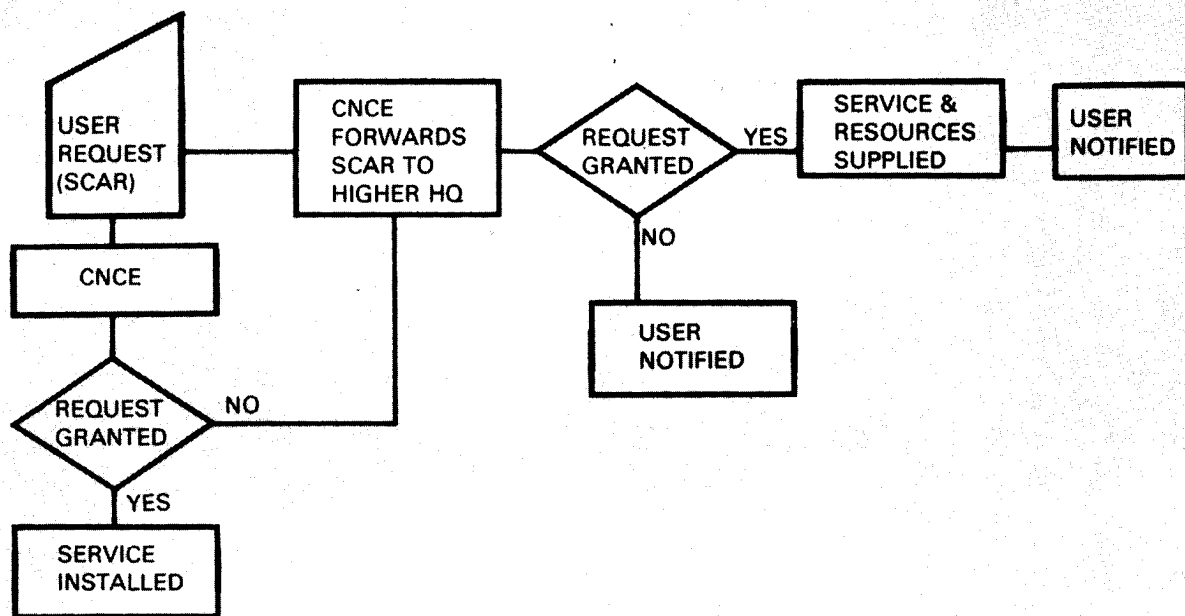 USER
REQUEST
(SCAR)
CNCE
FORWARDS
SCAR TO
HIGHER HQ
REQUEST
GRANTED
YES
SERVICE &
RESOURCES
SUPPLIED
USER
NOTIFIED
NO
USER
NOTIFIED
CNCE
REQUEST
GRANTED
NO
YES
SERVICE
INSTALLED